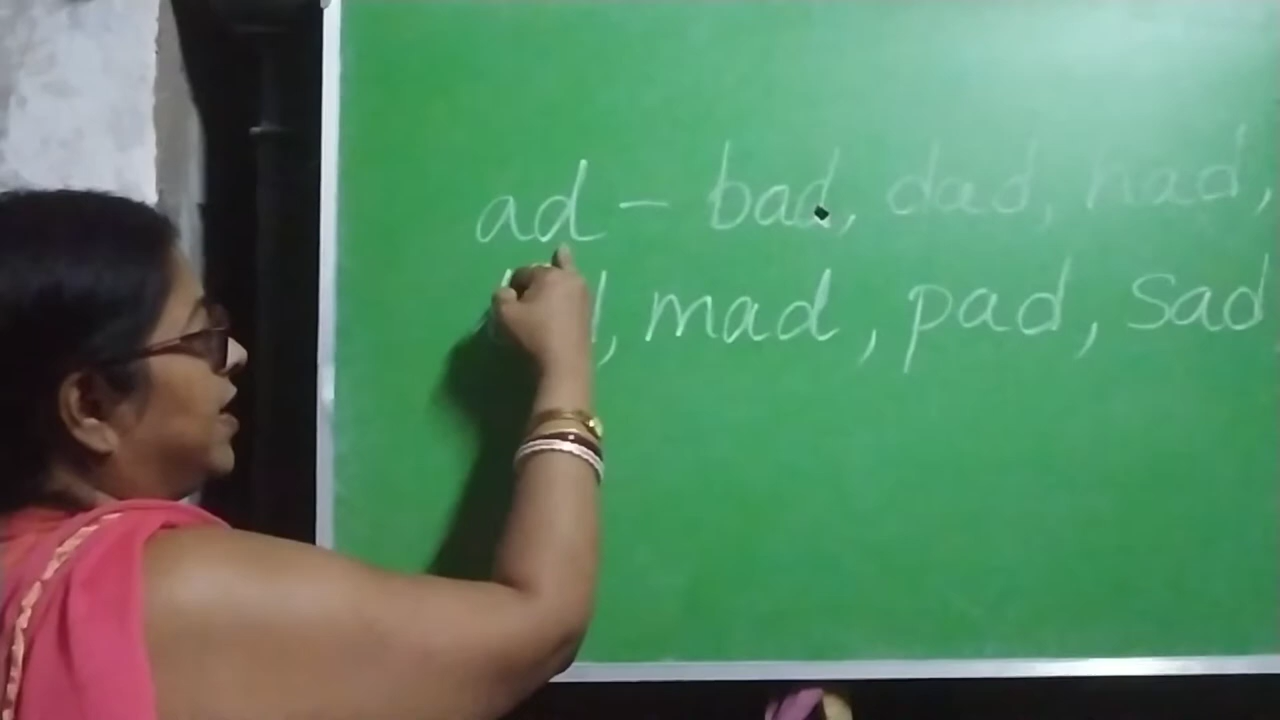 ad – bad, dad, had,
mad, pad, sad